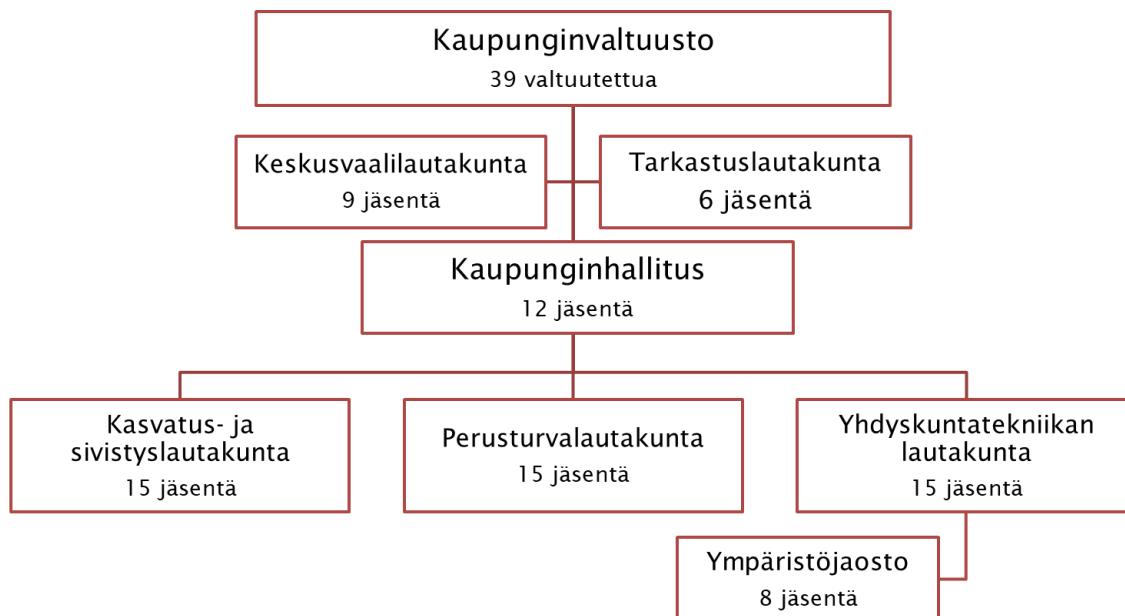 Kaupunginvaltuusto
39 valtuutettua
Keskusvaalilautakunta
9 jäsentä
Tarkastuslautakunta
6 jäsentä
Kaupunginhallitus
12 jäsentä
Kasvatus- ja
sivistyslautakunta
15 jäsentä
Perusturvalautakunta
15 jäsentä
Yhdyskuntatekniikan
lautakunta
15 jäsentä
Ympäristöjaosto
8 jäsentä